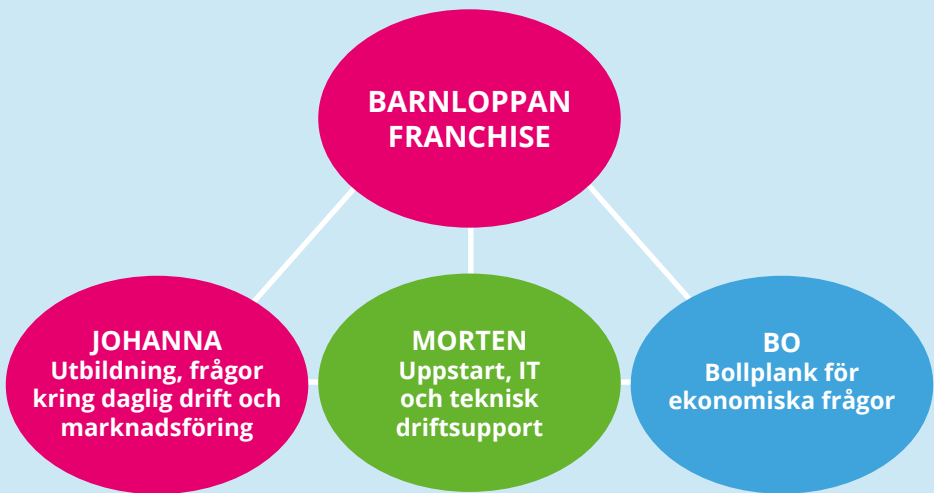 BARNLOPPAN
FRANCHISE
JOHANNA
Utbildning, frågor
kring daglig drift och
marknadsföring
MORTEN
Uppstart, IT
och teknisk
driftsupport
BO
Bollplank för
ekonomiska frågor